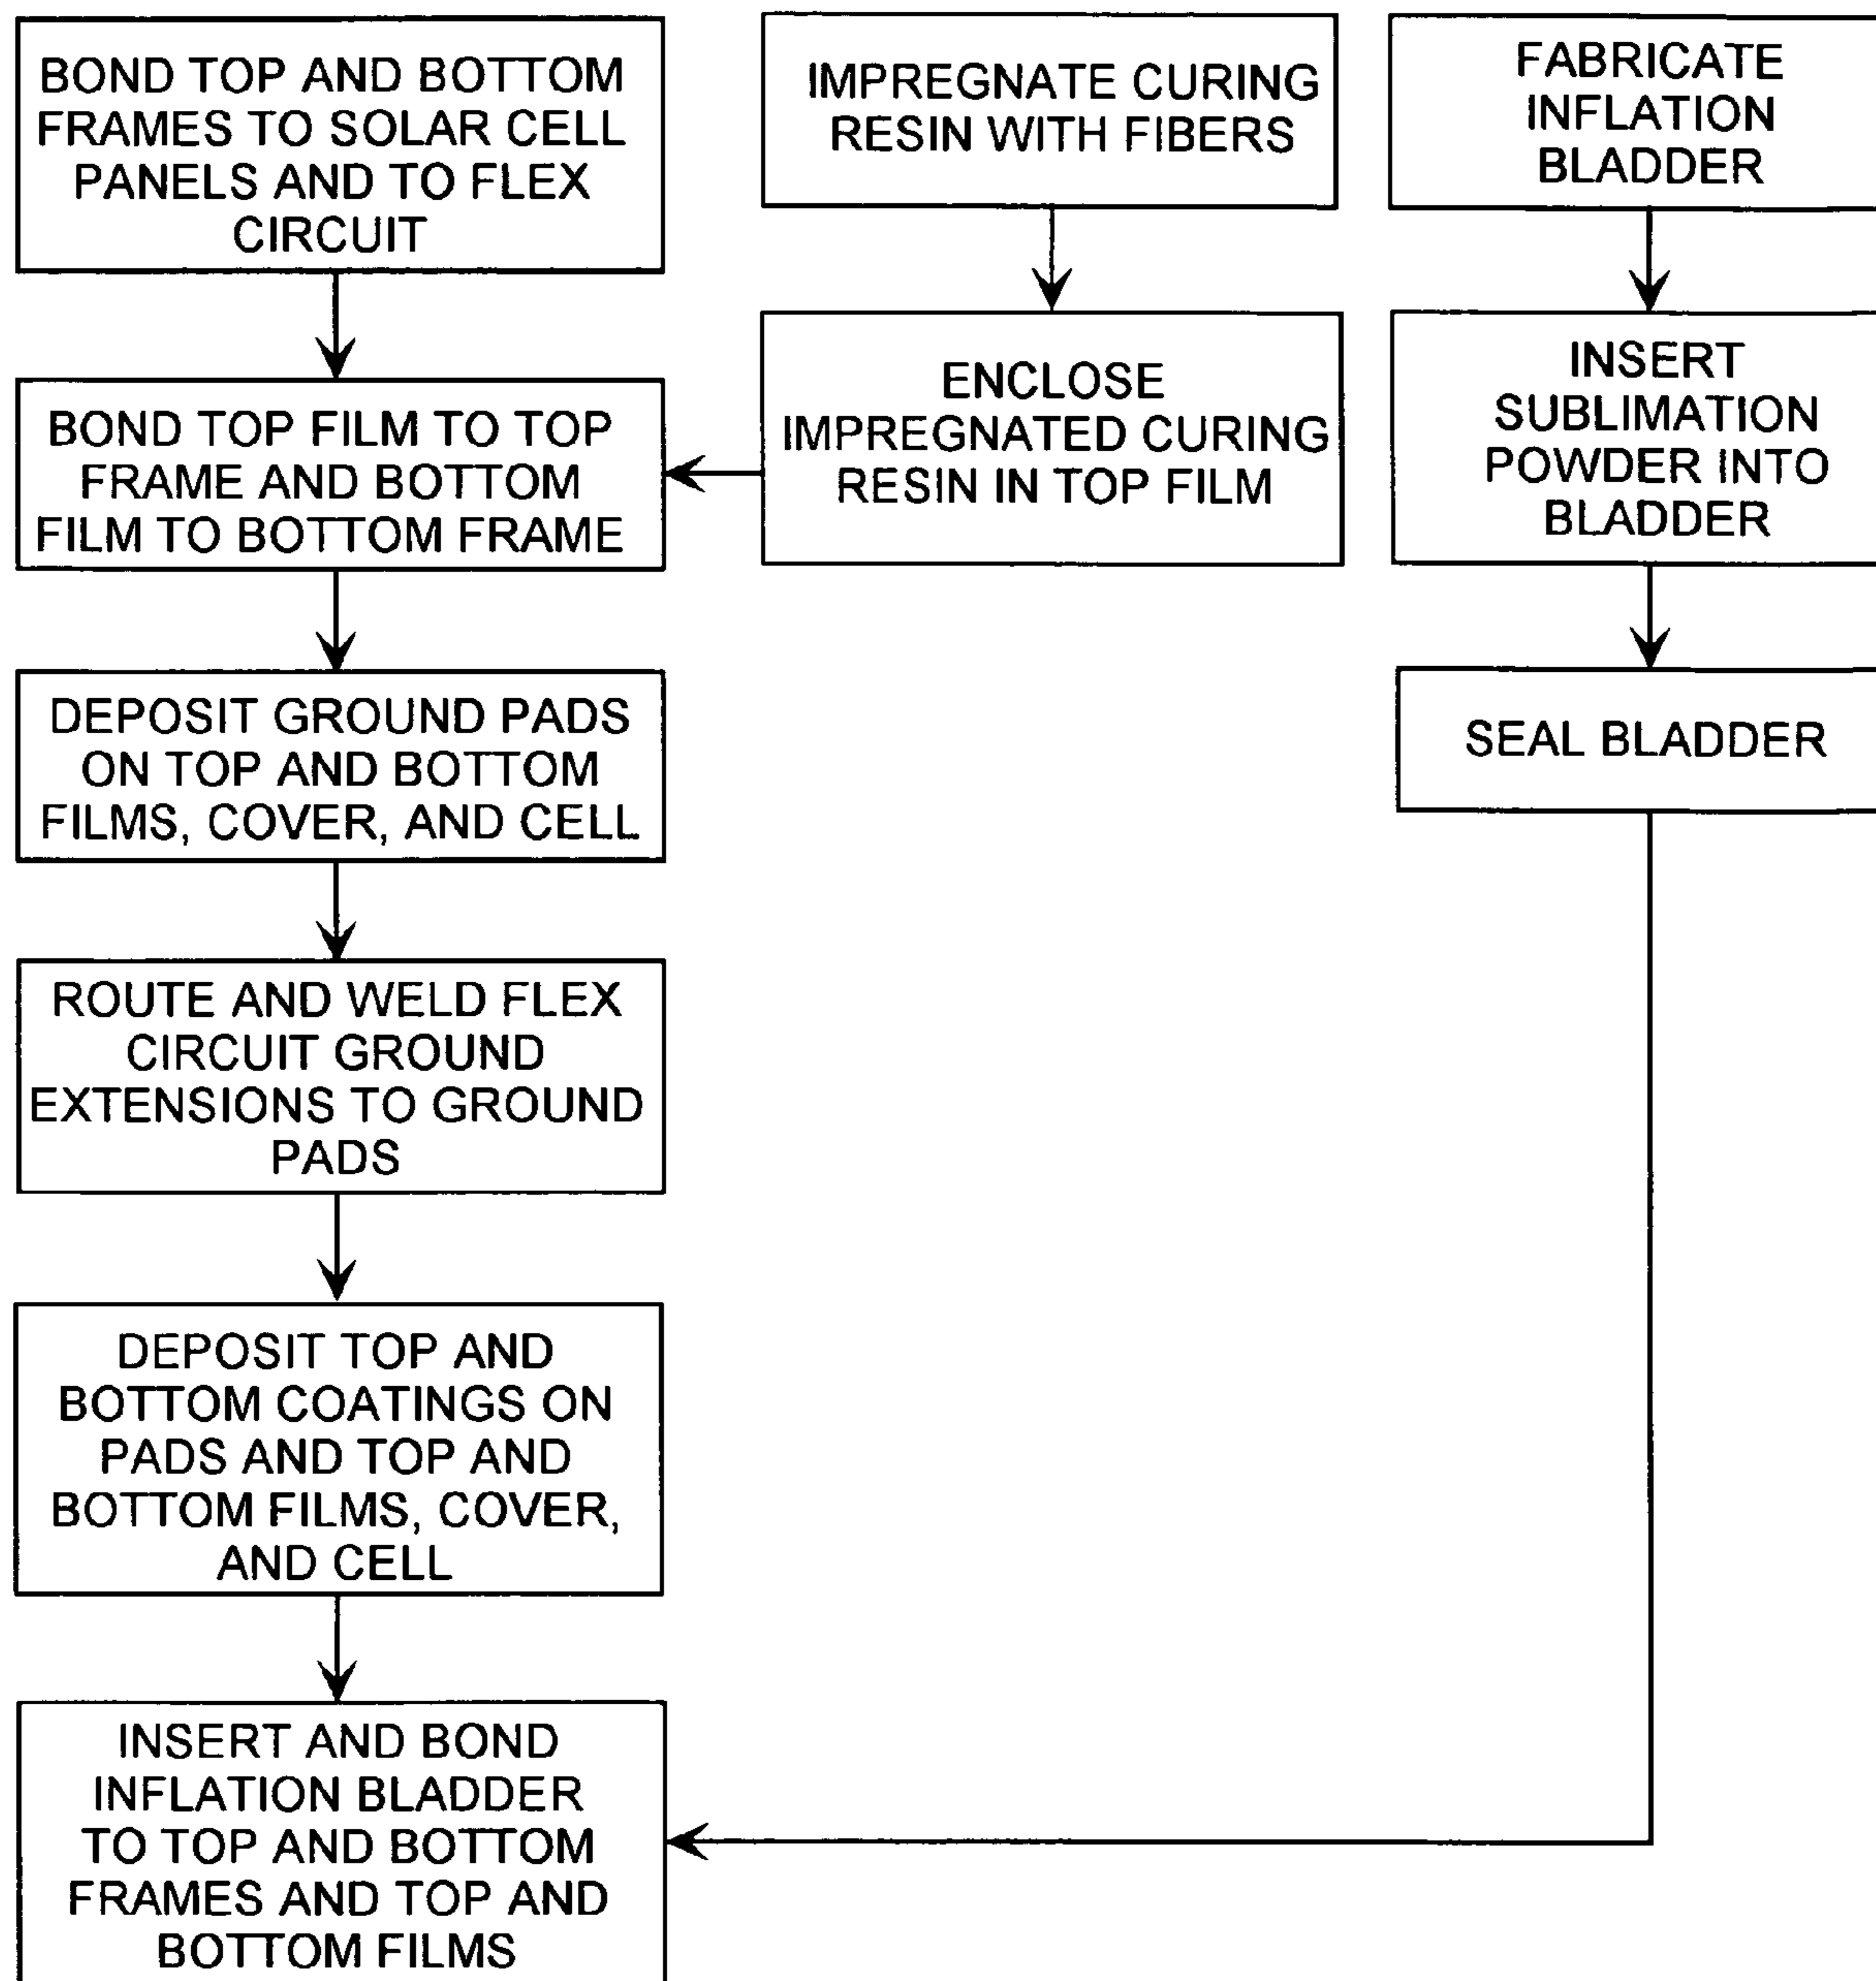 BOND TOP AND BOTTOM
FRAMES TO SOLAR CELL
PANELS AND TO FLEX
CIRCUIT
IMPREGNATE CURING
RESIN WITH FIBERS
FABRICATE
INFLATION
BLADDER
BOND TOP FILM TO TOP
FRAME AND BOTTOM
FILM TO BOTTOM FRAME
ENCLOSE
IMPREGNATED CURING
RESIN IN TOP FILM
INSERT
SUBLIMATION
POWDER INTO
BLADDER
DEPOSIT GROUND PADS
ON TOP AND BOTTOM
FILMS, COVER, AND CELL
SEAL BLADDER
ROUTE AND WELD FLEX
CIRCUIT GROUND
EXTENSIONS TO GROUND
PADS
DEPOSIT TOP AND
BOTTOM COATINGS ON
PADS AND TOP AND
BOTTOM FILMS, COVER,
AND CELL
INSERT AND BOND
INFLATION BLADDER
TO TOP AND BOTTOM
FRAMES AND TOP AND
BOTTOM FILMS